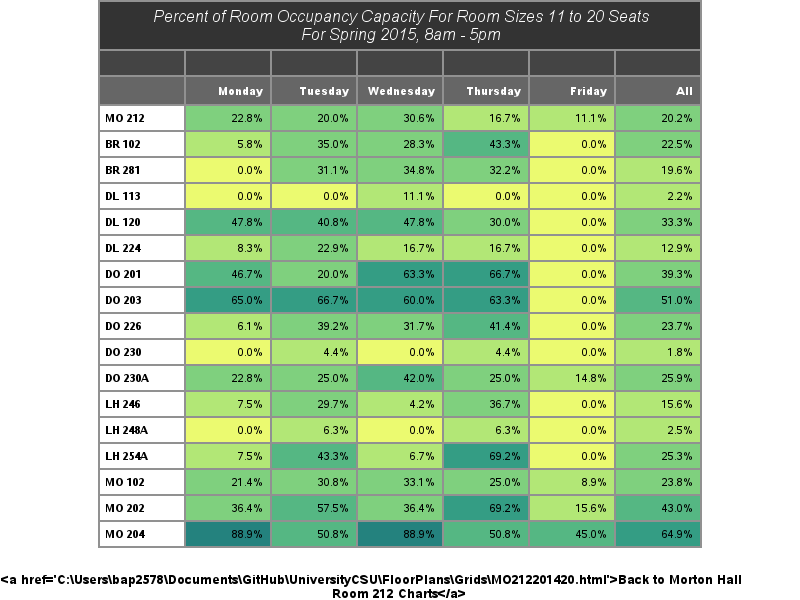 Percent of Room Occupancy Capacity For Room Sizes 11 to 20 Seats
For Spring 2015, 8am - 5pm
Monday Tuesday Wednesday Thursday Friday All
MO 212 22.8% 20.0% 30.6% 16.7% 11.1% 20.2%
BR 102 5.8% 35.0% 28.3% 43.3% 0.0% 22.5%
BR 281 0.0% 31.1% 34.8% 32.2% 0.0% 19.6%
DL 113 0.0% 0.0% 11.1% 0.0% 0.0% 2.2%
DL 120 47.8% 40.8% 47.8% 30.0% 0.0% 33.3%
DL 224 8.3% 22.9% 16.7% 16.7% 0.0% 12.9%
DO 201 46.7% 20.0% 63.3% 66.7% 0.0% 39.3%
DO 203 65.0% 66.7% 60.0% 63.3% 0.0% 51.0%
DO 226 6.1% 39.2% 31.7% 41.4% 0.0% 23.7%
DO 230 0.0% 4.4% 0.0% 4.4% 0.0% 1.8%
DO 230A 22.8% 25.0% 42.0% 25.0% 14.8% 25.9%
LH 246 7.5% 29.7% 4.2% 36.7% 0.0% 15.6%
LH 248A 0.0% 6.3% 0.0% 6.3% 0.0% 2.5%
LH 254A 7.5% 43.3% 6.7% 69.2% 0.0% 25.3%
MO 102 21.4% 30.8% 33.1% 25.0% 8.9% 23.8%
MO 202 36.4% 57.5% 36.4% 69.2% 15.6% 43.0%
MO 204 88.9% 50.8% 88.9% 50.8% 45.0% 64.9%
<a href='C:\Users\bap2578\Documents\GitHub\UniversityCSU\FloorPlans\Grids\MO212201420.html'>Back to Morton Hall
Room 212 Charts</a>